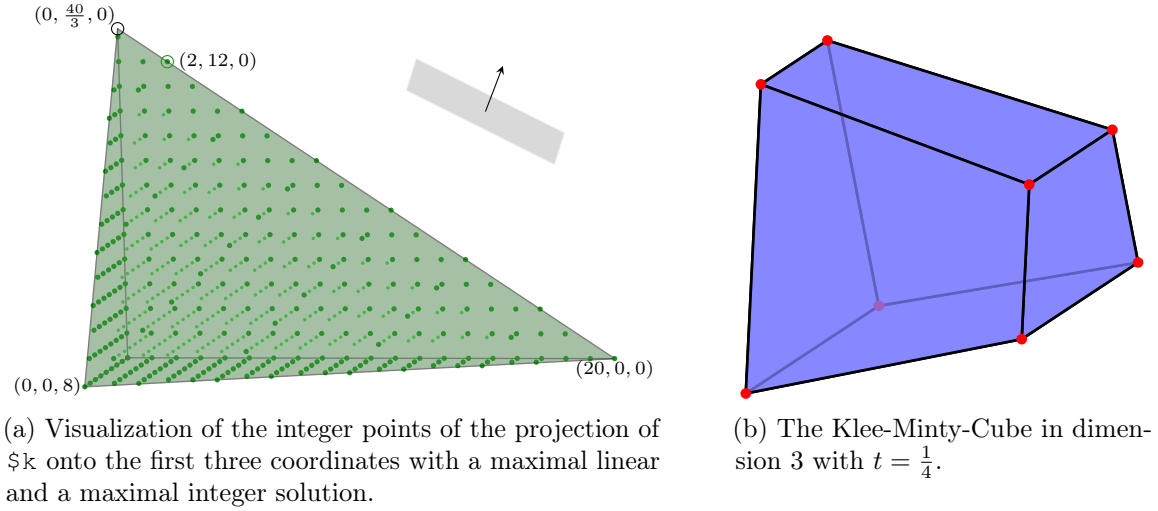 (0, 40/3, 0)
(2, 12, 0)
(20, 0, 0)
(0, 0, 8)
(a) Visualization of the integer points of the projection of
$k onto the first three coordinates with a maximal linear
and a maximal integer solution.
(b) The Klee-Minty-Cube in dimen-
sion 3 with t = 1/4.